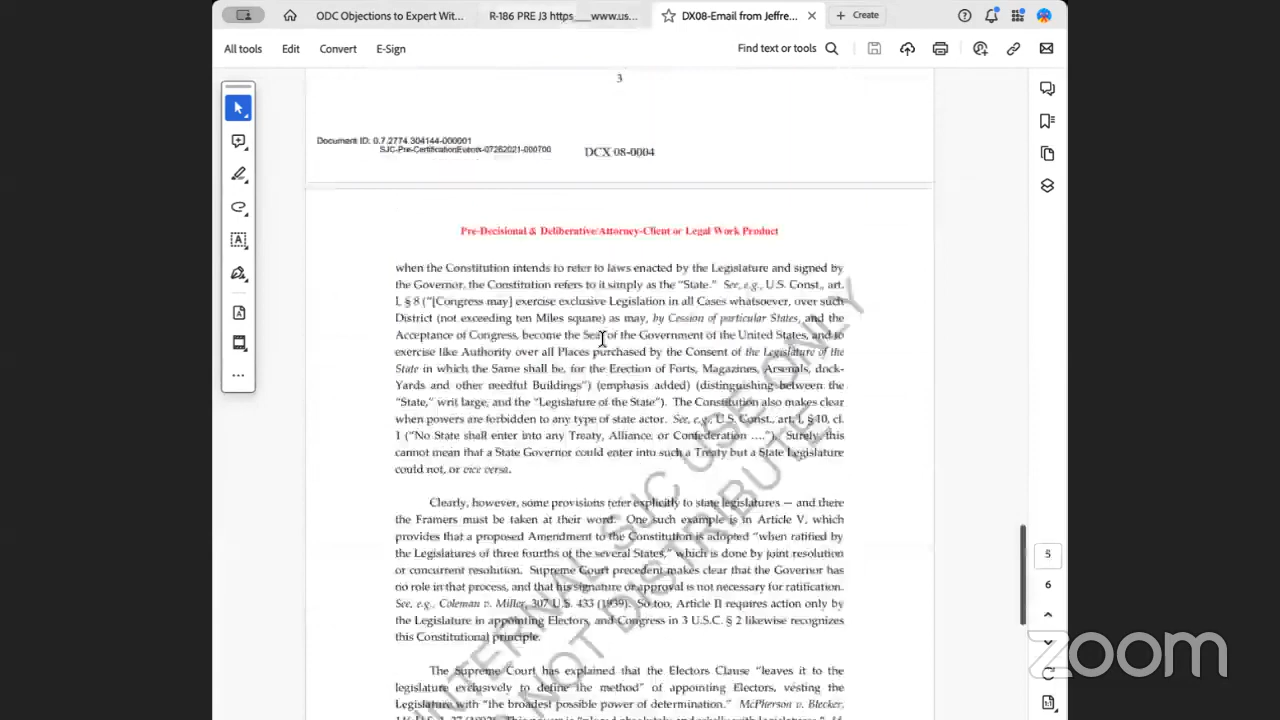 ODC Objections to Expert Wit...
R-186 PRE J3 https___www.us...
DX08-Email from Jeffre...
Create
All tools
Edit
Convert
E-Sign
Find text or tools
3
Document ID: 0.7.2774.304144-000001
SJC-Pre-CertificationEvents-07262021-000700
DCX 08-0004
Pre-Decisional & Deliberative/Attorney-Client or Legal Work Product
when the Constitution intends to refer to laws enacted by the Legislature and signed by
the Governor, the Constitution refers to it simply as the “State.” See, e.g., U.S. Const., art.
I, § 8 (“[Congress may] exercise exclusive Legislation in all Cases whatsoever, over such
District (not exceeding ten Miles square) as may, by Cession of particular States, and the
Acceptance of Congress, become the Seat of the Government of the United States, and to
exercise like Authority over all Places purchased by the Consent of the Legislature of the
State in which the Same shall be, for the Erection of Forts, Magazines, Arsenals, dock-
Yards and other needful Buildings”) (emphasis added) (distinguishing between the
“State,” writ large, and the “Legislature of the State”). The Constitution also makes clear
when powers are forbidden to any type of state actor. See, e.g., U.S. Const., art. I, § 10, cl.
1 (“No State shall enter into any Treaty, Alliance, or Confederation ….”). Surely, this
cannot mean that a State Governor could enter into such a Treaty but a State Legislature
could not, or vice versa.
Clearly, however, some provisions refer explicitly to state legislatures — and there
the Framers must be taken at their word. One such example is in Article V, which
provides that a proposed Amendment to the Constitution is adopted “when ratified by
the Legislatures of three fourths of the several States,” which is done by joint resolution
or concurrent resolution. Supreme Court precedent makes clear that the Governor has
no role in that process, and that his signature or approval is not necessary for ratification.
See, e.g., Coleman v. Miller, 307 U.S. 433 (1939). So too, Article II requires action only by
the Legislature in appointing Electors, and Congress in 3 U.S.C. § 2 likewise recognizes
this Constitutional principle.
The Supreme Court has explained that the Electors Clause “leaves it to the
legislature exclusively to define the method” of appointing Electors, vesting the
Legislature with “the broadest possible power of determination.” McPherson v. Blecker,
INTERNAL SJC USE ONLY
NOT DISTRIBUTE
5
6
zoom